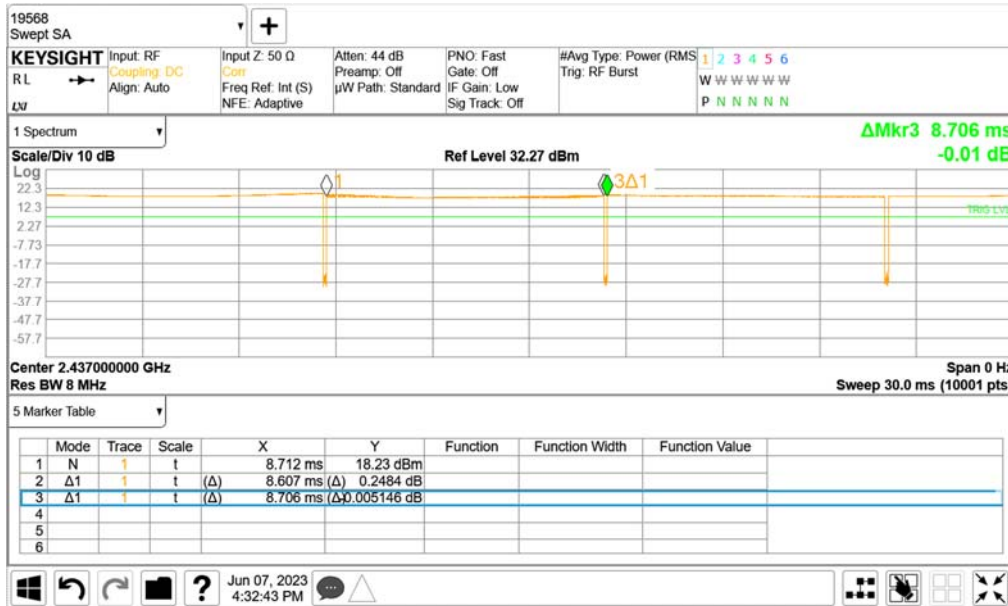 19568
Swept SA
+
KEYSIGHT Input: RF Input Z: 50 Ω Atten: 44 dB PNO: Fast #Avg Type: Power (RMS 1 2 3 4 5 6
RL Coupling: DC Corr Preamp: Off Gate: Off Trig: RF Burst W W W W W W
Align: Auto Freq Ref: Int (S) µW Path: Standard IF Gain: Low P N N N N N
LXI NFE: Adaptive Sig Track: Off
1 Spectrum ΔMkr3 8.706 ms
Scale/Div 10 dB Ref Level 32.27 dBm -0.01 dB
Log
1 3Δ1
22.3
12.3 TRIG LVL
2.27
-7.73
-17.7
-27.7
-37.7
-47.7
-57.7
Center 2.437000000 GHz Span 0 Hz
Res BW 8 MHz Sweep 30.0 ms (10001 pts
5 Marker Table
Mode Trace Scale X Y Function Function Width Function Value
1 N 1 t 8.712 ms 18.23 dBm
2 Δ1 1 t (Δ) 8.607 ms (Δ) 0.2484 dB
3 Δ1 1 t (Δ) 8.706 ms (Δ) -0.005146 dB
4
5
6
? Jun 07, 2023
4:32:43 PM